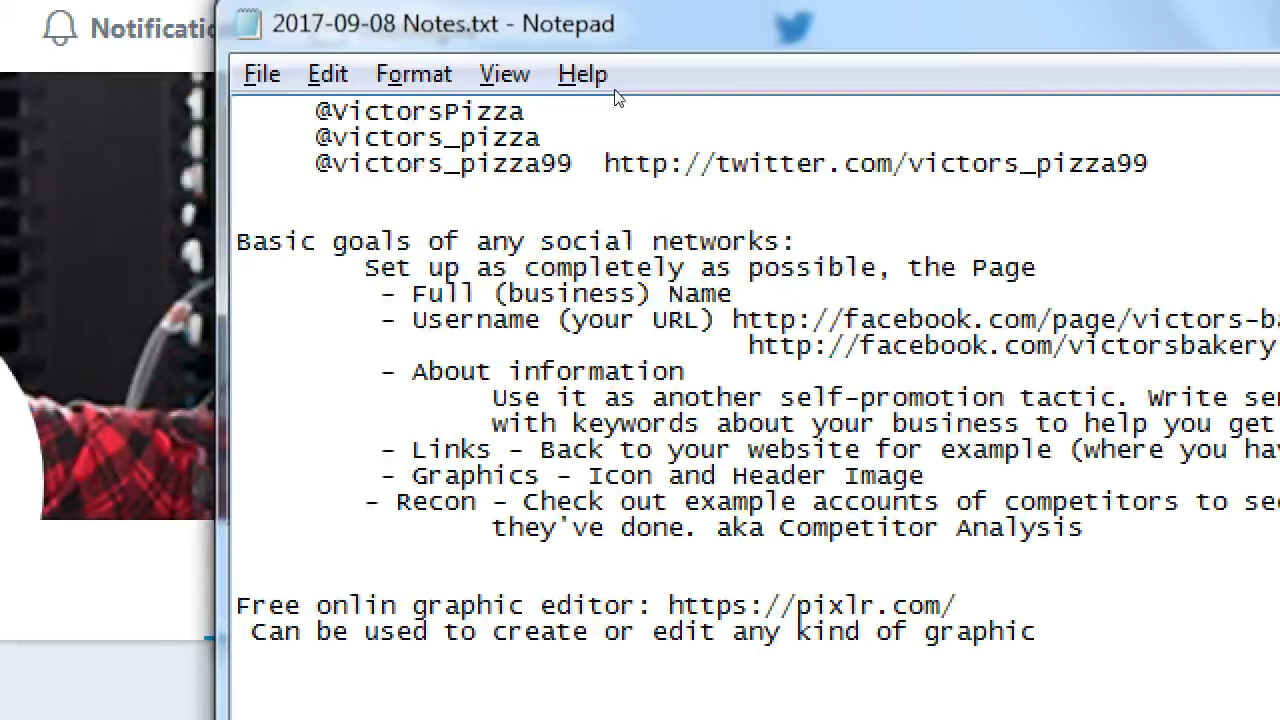 Notificatio
2017-09-08 Notes.txt - Notepad
File Edit Format View Help
@VictorsPizza
@victors_pizza
@victors_pizza99 http://twitter.com/victors_pizza99
Basic goals of any social networks:
Set up as completely as possible, the Page
- Full (business) Name
- Username (your URL) http://facebook.com/page/victors-ba
http://facebook.com/victorsbakery
- About information
Use it as another self-promotion tactic. Write sen
with keywords about your business to help you get
- Links - Back to your website for example (where you hav
- Graphics - Icon and Header Image
- Recon - Check out example accounts of competitors to see
they've done. aka Competitor Analysis
Free onlin graphic editor: https://pixlr.com/
Can be used to create or edit any kind of graphic